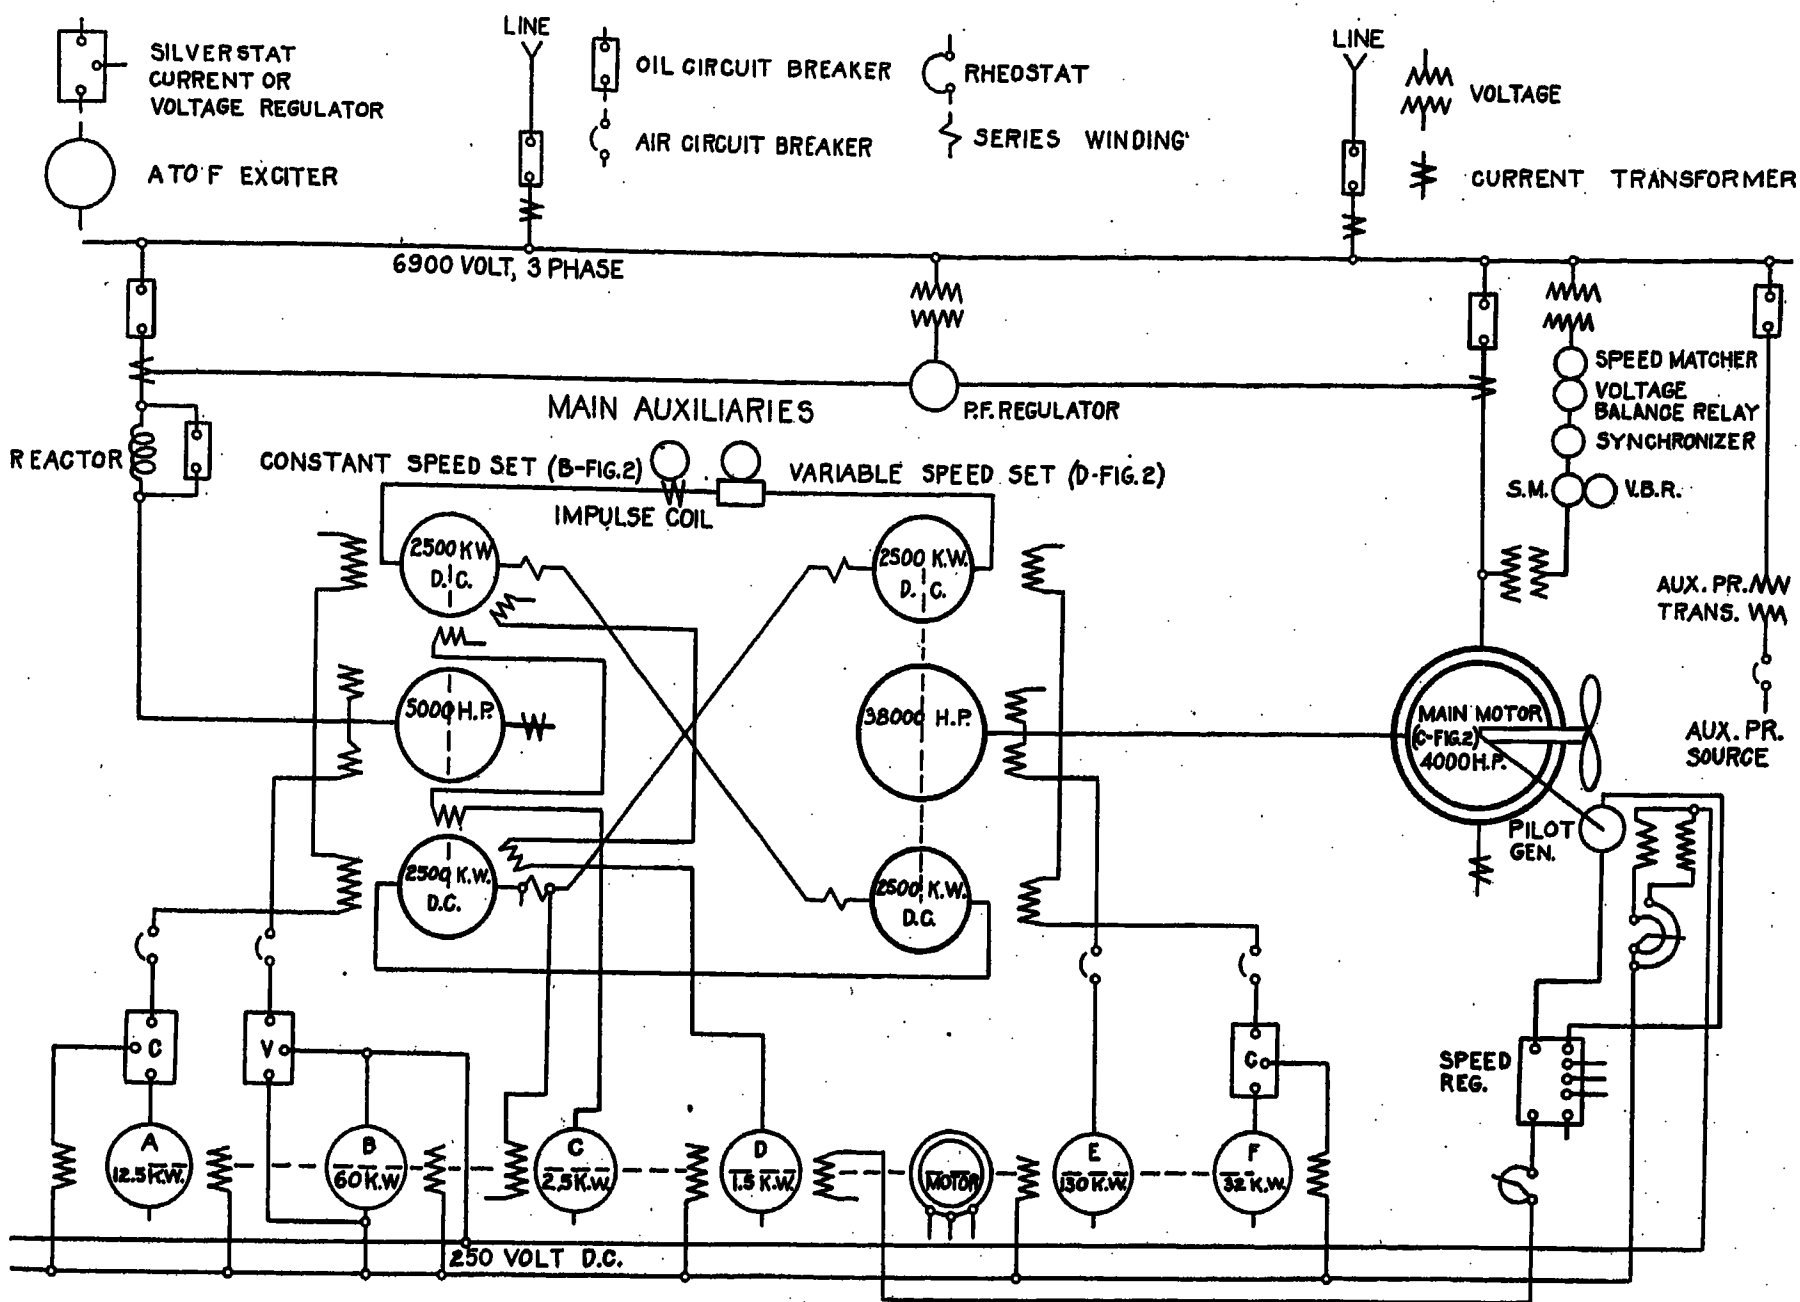 SILVERSTAT
CURRENT OR
VOLTAGE REGULATOR
A TO F EXCITER
LINE
OIL CIRCUIT BREAKER
AIR CIRCUIT BREAKER
RHEOSTAT
SERIES WINDING
LINE
VOLTAGE
CURRENT TRANSFORMER
6900 VOLT, 3 PHASE
P.F. REGULATOR
SPEED MATCHER
VOLTAGE
BALANCE RELAY
SYNCHRONIZER
S.M.
V.B.R.
MAIN AUXILIARIES
REACTOR
CONSTANT SPEED SET (B-FIG.2)
VARIABLE SPEED SET (D-FIG.2)
IMPULSE COIL
2500 KW
D.C.
2500 K.W.
D.C.
AUX. PR.
TRANS.
5000 H.P.
38000 H.P.
MAIN MOTOR
(C-FIG.2)
4000 H.P.
AUX. PR.
SOURCE
PILOT
GEN.
2500 K.W.
D.C.
2500 K.W.
D.C.
C
V
C
SPEED
REG.
A
12.5 K.W.
B
60 K.W
C
2.5 K.W.
D
1.5 K.W.
MOTOR
E
130 K.W.
F
32 K.W.
250 VOLT D.C.